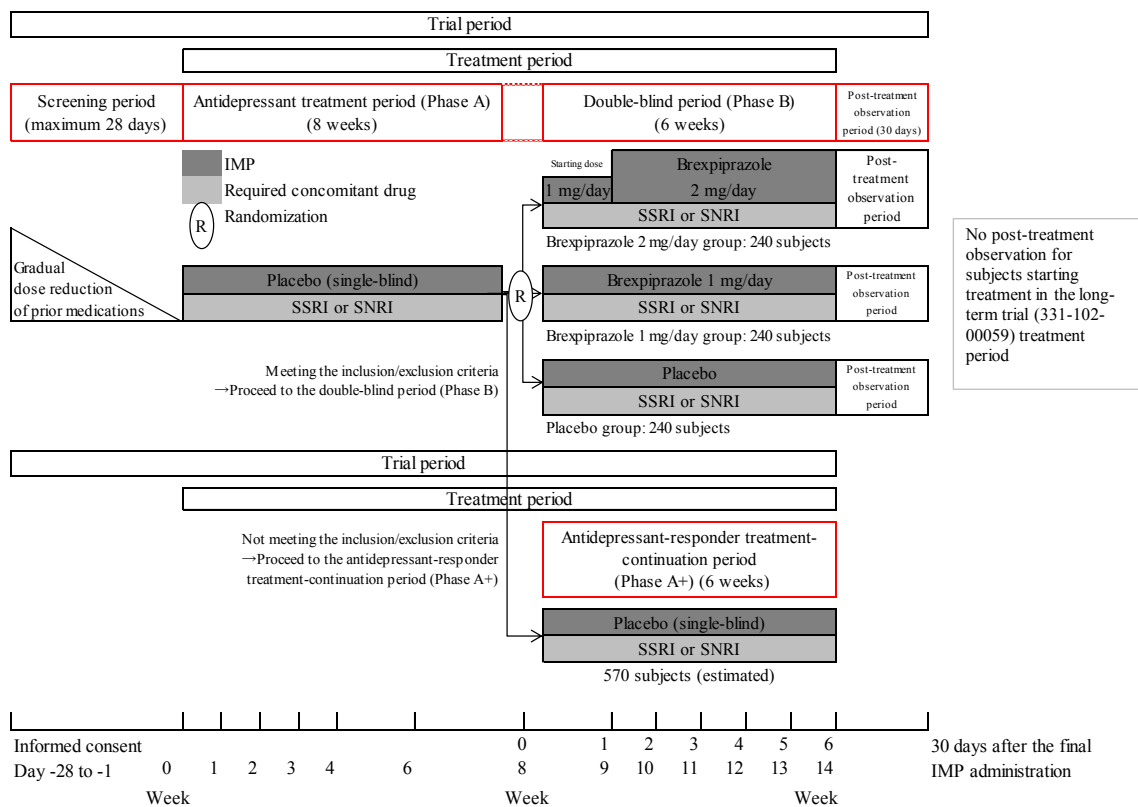 Trial period
Treatment period
Screening period
(maximum 28 days)
Antidepressant treatment period (Phase A)
(8 weeks)
Double-blind period (Phase B)
(6 weeks)
Post-treatment
observation
period (30 days)
IMP
Required concomitant drug
R
Randomization
Starting dose
1 mg/day
Brexpiprazole
2 mg/day
SSRI or SNRI
Post-
treatment
observation
period
Brexpiprazole 2 mg/day group: 240 subjects
No post-treatment
observation for
subjects starting
treatment in the long-
term trial (331-102-
00059) treatment
period
Gradual
dose reduction
of prior medications
Placebo (single-blind)
SSRI or SNRI
R
Brexpiprazole 1 mg/day
SSRI or SNRI
Post-treatment
observation
period
Brexpiprazole 1 mg/day group: 240 subjects
Meeting the inclusion/exclusion criteria
→Proceed to the double-blind period (Phase B)
Placebo
SSRI or SNRI
Post-treatment
observation
period
Placebo group: 240 subjects
Trial period
Treatment period
Not meeting the inclusion/exclusion criteria
→Proceed to the antidepressant-responder
treatment-continuation period (Phase A+)
Antidepressant-responder treatment-
continuation period
(Phase A+) (6 weeks)
Placebo (single-blind)
SSRI or SNRI
570 subjects (estimated)
Informed consent 0 1 2 3 4 5 6 30 days after the final
Day -28 to -1 0 1 2 3 4 6 8 9 10 11 12 13 14 IMP administration
Week Week Week